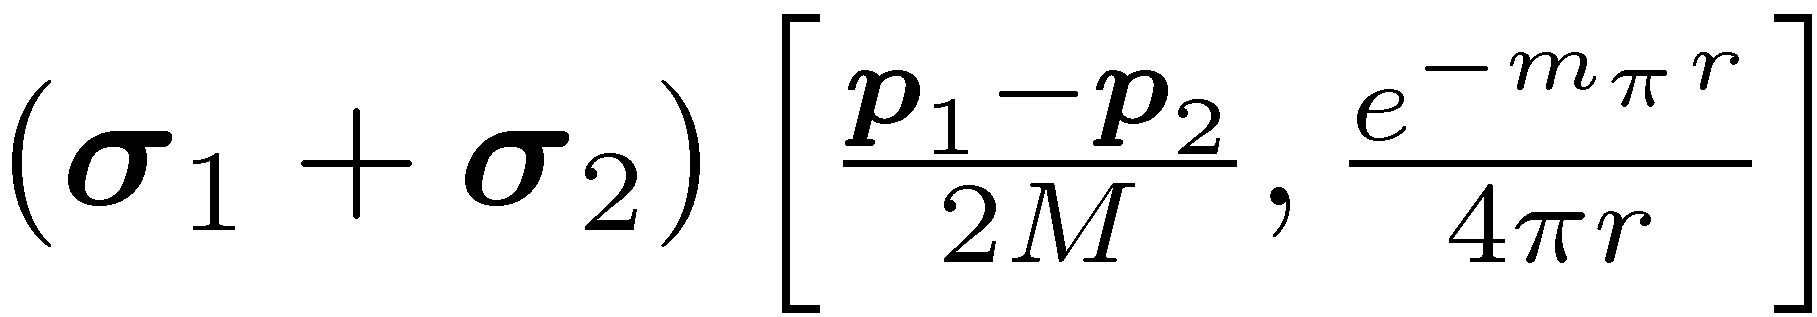 (𝝈₁ + 𝝈₂) [ (𝒑₁−𝒑₂)/(2M) , e^(−m_π r)/(4πr) ]